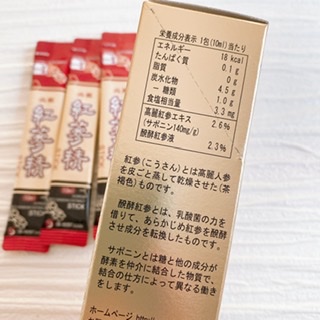 栄養成分表示 1包(10ml)当たり
エネルギー 18 kcal
たんぱく質 0.1 g
脂質 0 g
炭水化物 4.5 g
- 糖類 1.0 g
食塩相当量 3.3 mg
高麗紅参エキス 2.6%
(サポニン140mg/g)
醗酵紅参液 2.3%
紅参(こうさん)とは高麗人参
を皮ごと蒸して乾燥させた(茶
褐色)ものです。
醗酵紅参とは、乳酸菌の力を
借りて、あらかじめ紅参を醗酵
させ成分を転換したものです。
サポニンとは糖と他の成分が
酵素を仲介に結合した物質で、
結合の仕方によって異なる働き
をします。
ホームページ
STICK